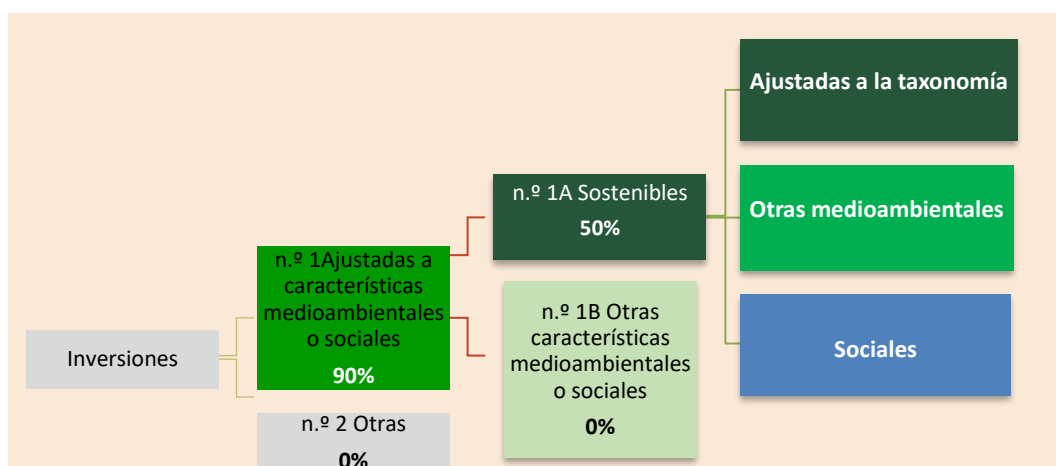 Inversiones
n.º 1Ajustadas a
características
medioambientales
o sociales
90%
n.º 2 Otras
0%
n.º 1A Sostenibles
50%
n.º 1B Otras
características
medioambientales
o sociales
0%
Ajustadas a la taxonomía
Otras medioambientales
Sociales